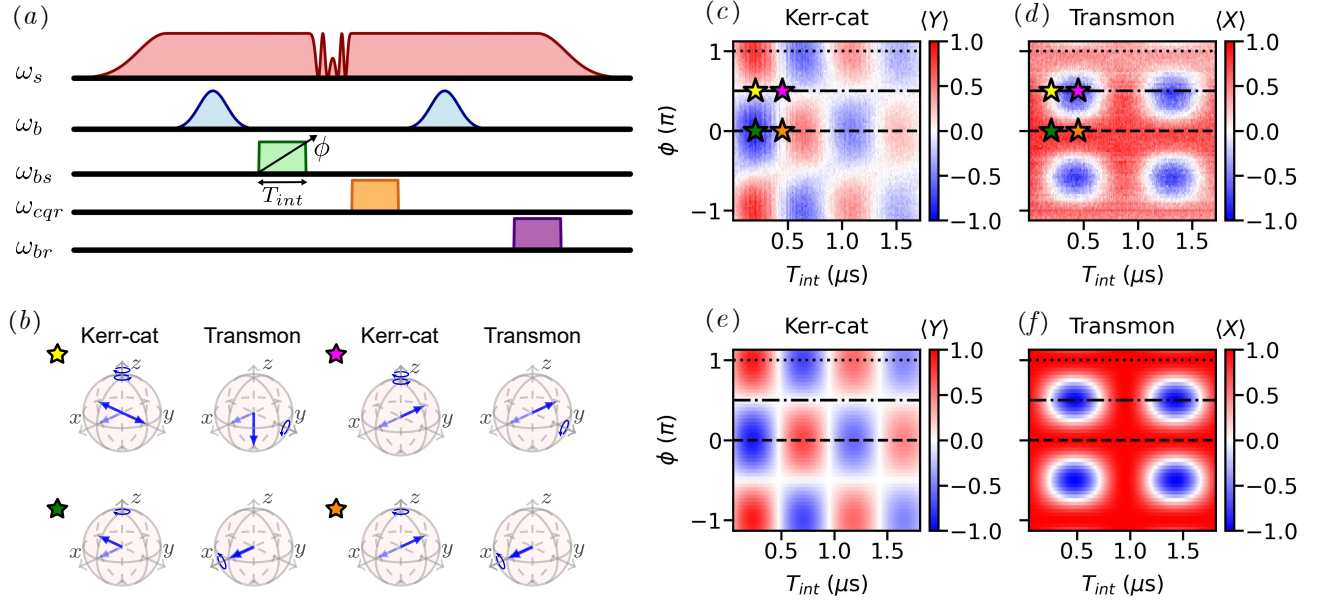 (a)
ω_s
ω_b
ω_bs
ϕ
T_int
ω_cqr
ω_br
(b)
Kerr-cat Transmon Kerr-cat Transmon
z z z z
x y x y
z z z z
x y x y
(c) Kerr-cat ⟨Y⟩
1
0
−1
ϕ (π)
0.5 1.0 1.5
T_int (μs)
1.0
0.5
0.0
−0.5
−1.0
(d) Transmon ⟨X⟩
0.5 1.0 1.5
T_int (μs)
1.0
0.5
0.0
−0.5
−1.0
(e) Kerr-cat ⟨Y⟩
1
0
−1
ϕ (π)
0.5 1.0 1.5
T_int (μs)
1.0
0.5
0.0
−0.5
−1.0
(f) Transmon ⟨X⟩
0.5 1.0 1.5
T_int (μs)
1.0
0.5
0.0
−0.5
−1.0